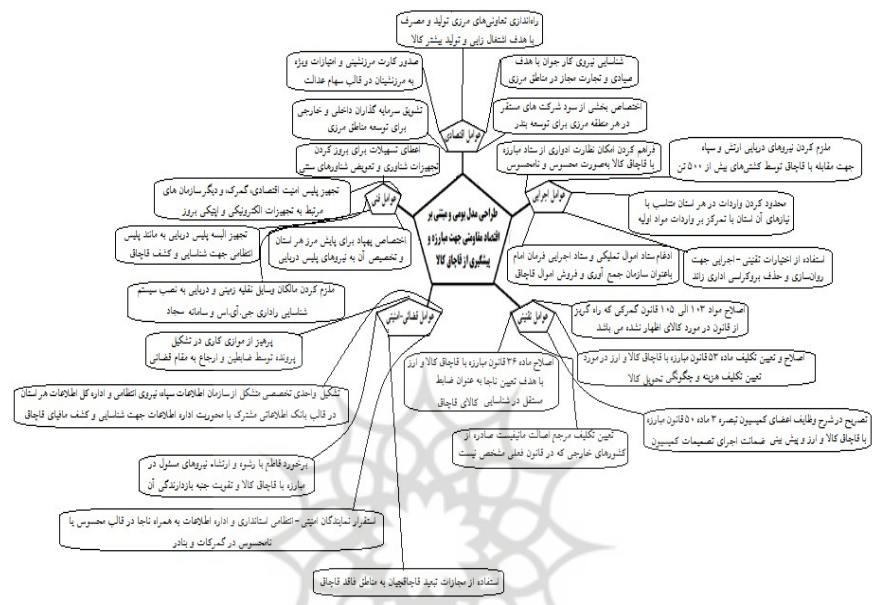 راه‌اندازی تعاونی‌های مرزی تولید و مصرف
با هدف اشتغال زایی و تولید بیشتر کالا
شناسایی نیروی کار جوان با هدف
صیادی و تجارت مجاز در مناطق مرزی
صدور کارت مرزنشینی و امتیازات ویژه
به مرزنشینان در قالب سهام عدالت
اختصاص بخشی از سود شرکت های مستقر
در هر منطقه مرزی برای توسعه بندر
تشویق سرمایه گذاران داخلی و خارجی
برای توسعه مناطق مرزی
عوامل اقتصادی
ملزم کردن نیروهای دریایی ارتش و سپاه
جهت مقابله با قاچاق توسط کشتی‌های بیش از ۵۰۰ تن
فراهم کردن امکان نظارت ادواری از ستاد مبارزه
با قاچاق کالا به‌صورت محسوس و نامحسوس
اعطای تسهیلات برای بروز کردن
تجهیزات شناوری و تعویض شناورهای سنتی
عوامل اجرایی
محدود کردن واردات در هر استان متناسب با
نیازهای آن استان با تمرکز بر واردات مواد اولیه
طراحی مدل بومی و مبتنی بر
اقتصاد مقاومتی جهت مبارزه و
پیشگیری از قاچاق کالا
عوامل فنی
تجهیز پلیس امنیت اقتصادی، گمرک، و دیگر سازمان های
مرتبط به تجهیزات الکترونیکی و اپتیکی بروز
اختصاص پهپاد برای پایش مرز هر استان
و تخصیص آن به نیروهای پلیس دریایی
تجهیز البسه پلیس دریایی به مانند پلیس
انتظامی جهت شناسایی و کشف قاچاق
استفاده از اختیارات تقنینی - اجرایی جهت
روان‌سازی و حذف بروکراسی اداری زائد
ادغام ستاد اموال تملیکی و ستاد اجرایی فرمان امام
باعنوان سازمان جمع آوری و فروش اموال قاچاق
ملزم کردن مالکان وسایل نقلیه زمینی و دریایی به نصب سیستم
شناسایی راداری جی.آی.اس و سامانه سجاد
عوامل قضائی-امنیتی
عوامل تقنینی
اصلاح مواد ۱۰۳ الی ۱۰۵ قانون گمرکی که راه گریز
از قانون در مورد کالای اظهار نشده می باشد
پرهیز از موازی کاری در تشکیل
پرونده توسط ضابطین و ارجاع به مقام قضائی
اصلاح ماده ۳۶ قانون مبارزه با قاچاق کالا و ارز
با هدف تعیین ناجا به عنوان ضابط
مستقل در شناسایی کالای قاچاق
اصلاح و تعیین تکلیف ماده ۵۳ قانون مبارزه با قاچاق کالا و ارز در مورد
تعیین تکلیف هزینه و چگونگی تحویل کالا
تشکیل واحدی تخصصی متشکل از سازمان اطلاعات سپاه، نیروی انتظامی و اداره کل اطلاعات هر استان
در قالب بانک اطلاعاتی مشترک با محوریت اداره اطلاعات جهت شناسایی و کشف مافیای قاچاق
تصریح در شرح وظایف اعضای کمیسیون تبصره ۳ ماده ۵۰ قانون مبارزه
با قاچاق کالا و ارز و پیش بینی ضمانت اجرای تصمیمات کمیسیون
تعیین تکلیف مرجع اصالت مانیفیست صادره از
کشورهای خارجی که در قانون فعلی مشخص نیست
برخورد قاطع با رشوه و ارتشاء نیروهای مسئول در
مبارزه با قاچاق کالا و تقویت جنبه بازدارندگی آن
استقرار نمایندگان امنیتی - انتظامی استانداری و اداره اطلاعات به همراه ناجا در قالب محسوس یا
نامحسوس در گمرکات و بنادر
استفاده از مجازات تبعید قاچاقچیان به مناطق فاقد قاچاق